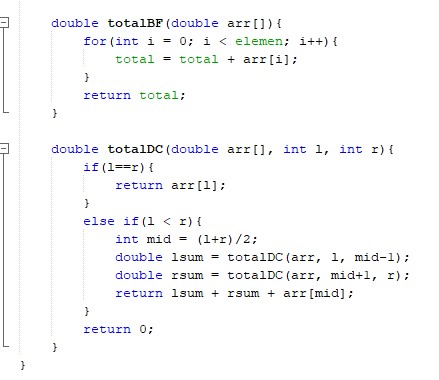 double totalBF(double arr[]){
for(int i = 0; i < elemen; i++){
total = total + arr[i];
}
return total;
}
double totalDC(double arr[], int l, int r){
if(l==r){
return arr[l];
}
else if(l < r){
int mid = (l+r)/2;
double lsum = totalDC(arr, l, mid-1);
double rsum = totalDC(arr, mid+1, r);
return lsum + rsum + arr[mid];
}
return 0;
}
}